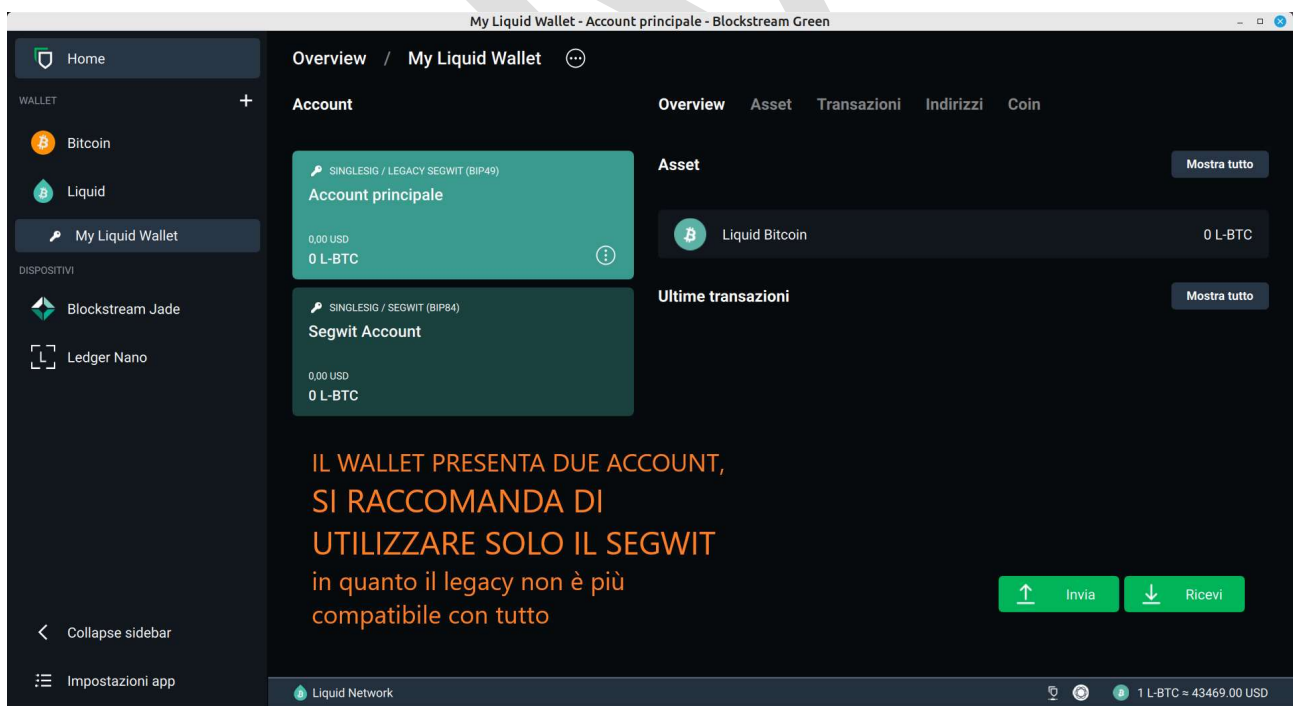 My Liquid Wallet - Account principale - Blockstream Green
Home
WALLET +
Bitcoin
Liquid
My Liquid Wallet
DISPOSITIVI
Blockstream Jade
Ledger Nano
Collapse sidebar
Impostazioni app
Overview / My Liquid Wallet
Account
SINGLESIG / LEGACY SEGWIT (BIP49)
Account principale
0,00 USD
0 L-BTC
SINGLESIG / SEGWIT (BIP84)
Segwit Account
0,00 USD
0 L-BTC
Overview Asset Transazioni Indirizzi Coin
Asset Mostra tutto
Liquid Bitcoin 0 L-BTC
Ultime transazioni Mostra tutto
IL WALLET PRESENTA DUE ACCOUNT,
SI RACCOMANDA DI
UTILIZZARE SOLO IL SEGWIT
in quanto il legacy non è più
compatibile con tutto
Invia Ricevi
Liquid Network 1 L-BTC ≈ 43469.00 USD